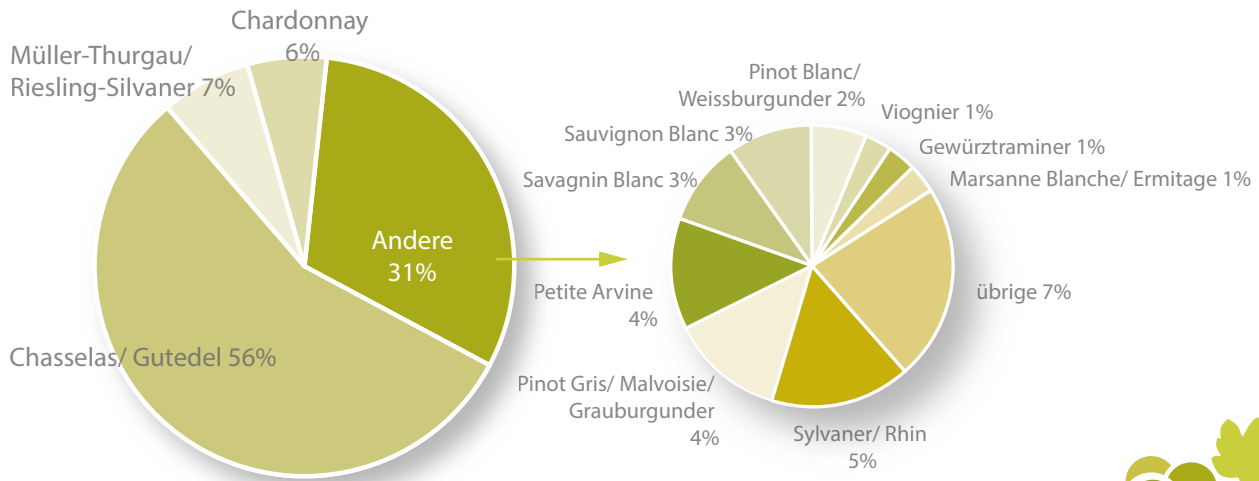 Chardonnay
6%
Müller-Thurgau/
Riesling-Silvaner 7%
Andere
31%
Chasselas/ Gutedel 56%
Pinot Blanc/
Weissburgunder 2%
Viognier 1%
Sauvignon Blanc 3%
Gewürztraminer 1%
Savagnin Blanc 3%
Marsanne Blanche/ Ermitage 1%
Petite Arvine
4%
übrige 7%
Pinot Gris/ Malvoisie/
Grauburgunder
4%
Sylvaner/ Rhin
5%